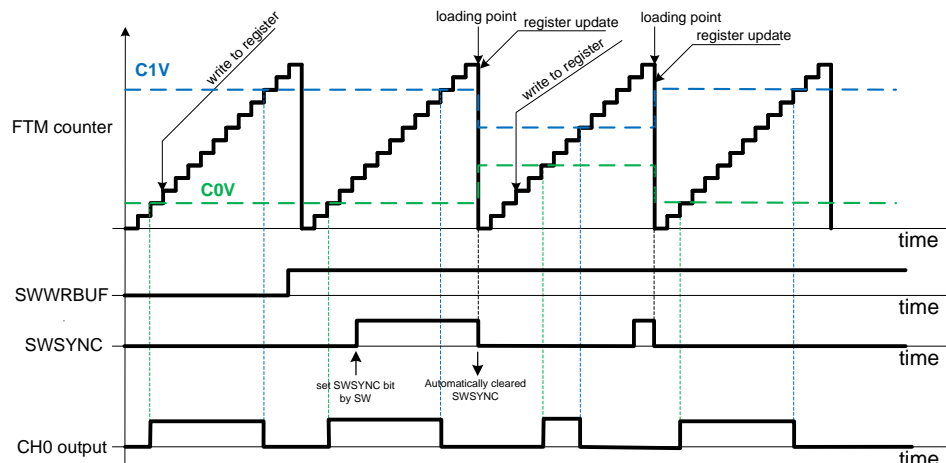 loading point
register update
loading point
register update
write to register
write to register
C1V
FTM counter
C0V
time
SWWRBUF
time
SWSYNC
time
set SWSYNC bit
by SW
Automatically cleared
SWSYNC
CH0 output
time